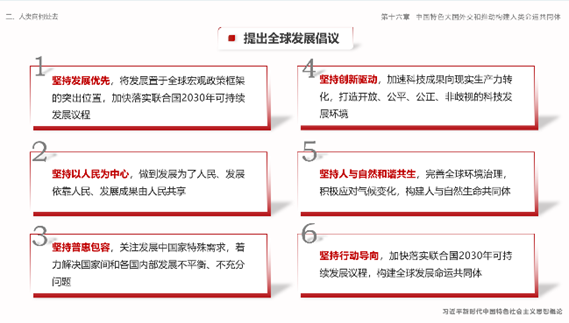 二、人类向何处去
第十六章 中国特色大国外交和推动构建人类命运共同体
提出全球发展倡议
1
坚持发展优先，将发展置于全球宏观政策框架
的突出位置，加快落实联合国2030年可持续
发展议程
2
坚持以人民为中心，做到发展为了人民、发展
依靠人民、发展成果由人民共享
3
坚持普惠包容，关注发展中国家特殊需求，着
力解决国家间和各国内部发展不平衡、不充分
问题
4
坚持创新驱动，加速科技成果向现实生产力转
化，打造开放、公平、公正、非歧视的科技发
展环境
5
坚持人与自然和谐共生，完善全球环境治理，
积极应对气候变化，构建人与自然生命共同体
6
坚持行动导向，加快落实联合国2030年可持
续发展议程，构建全球发展命运共同体
习近平新时代中国特色社会主义思想概论